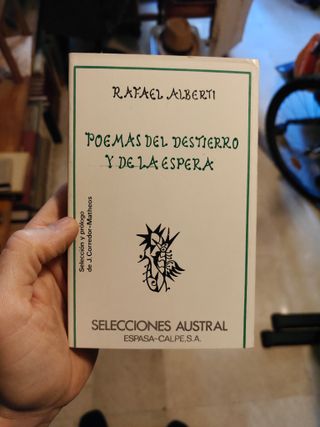 RAFAEL ALBERTI
POEMAS DEL DESTIERRO
Y DE LA ESPERA
Selección y prólogo
de J. Corredor-Matheos
SELECCIONES AUSTRAL
ESPASA-CALPE, S.A.